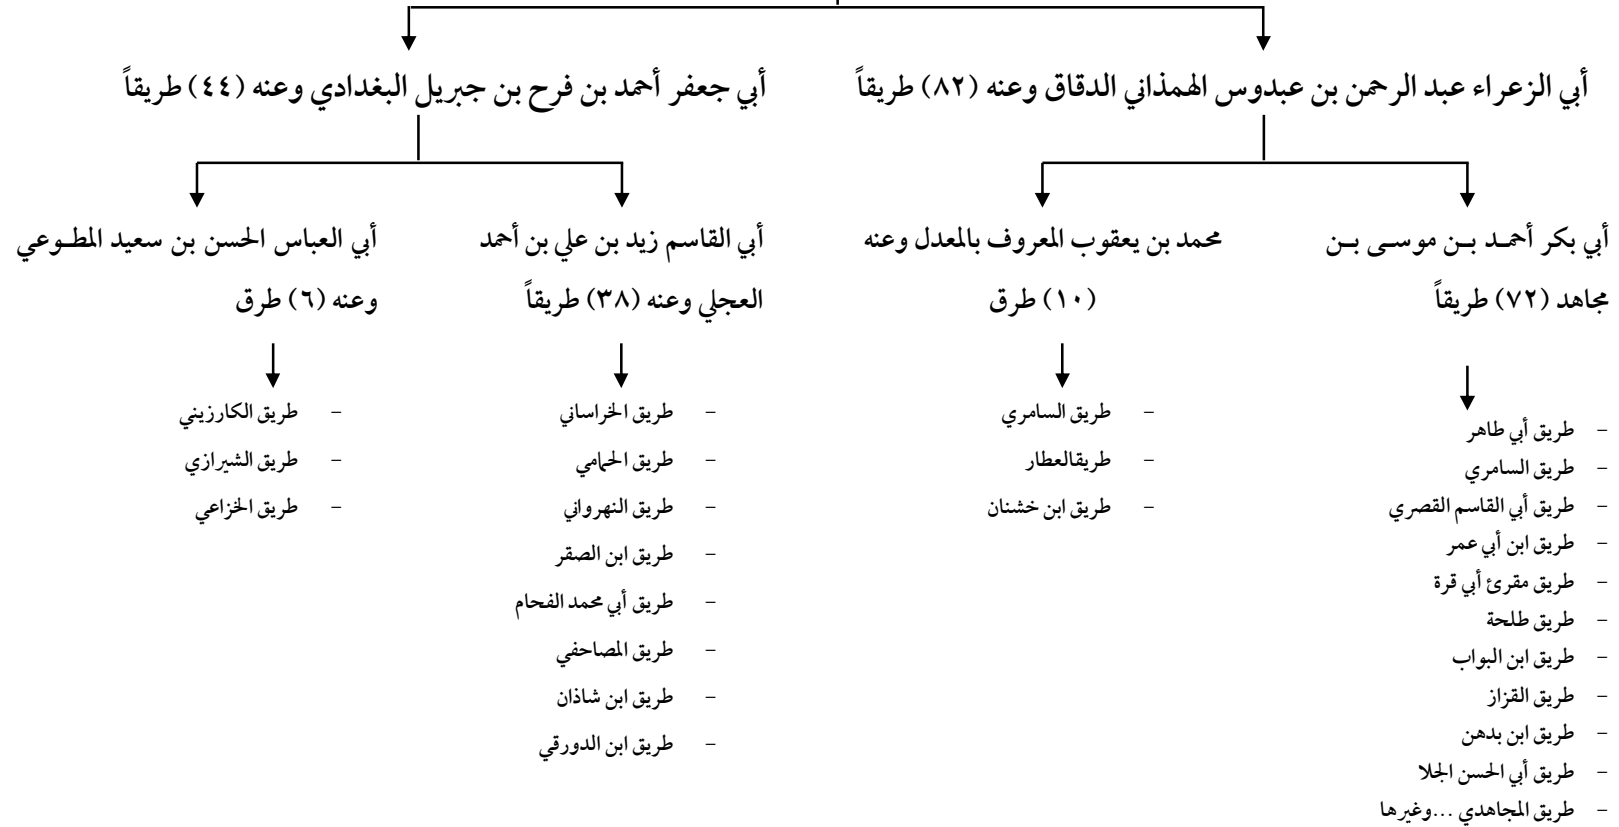 أبي الزعراء عبد الرحمن بن عبدوس الهمذاني الدقاق وعنه (٨٢) طريقاً
أبي جعفر أحمد بن فرح بن جبريل البغدادي وعنه (٤٤) طريقاً
أبي بكر أحمد بن موسى بن
مجاهد (٧٢) طريقاً
محمد بن يعقوب المعروف بالمعدل وعنه
(١٠) طرق
أبي القاسم زيد بن علي بن أحمد
العجلي وعنه (٣٨) طريقاً
أبي العباس الحسن بن سعيد المطوعي
وعنه (٦) طرق
- طريق أبي طاهر
- طريق السامري
- طريق أبي القاسم القصري
- طريق ابن أبي عمر
- طريق مقرئ أبي قرة
- طريق طلحة
- طريق ابن البواب
- طريق القزاز
- طريق ابن بدهن
- طريق أبي الحسن الجلا
- طريق المجاهدي ...وغيرها
- طريق السامري
- طريقالعطار
- طريق ابن خشنان
- طريق الخراساني
- طريق الحمامي
- طريق النهرواني
- طريق ابن الصقر
- طريق أبي محمد الفحام
- طريق المصاحفي
- طريق ابن شاذان
- طريق ابن الدورقي
- طريق الكارزيني
- طريق الشيرازي
- طريق الخزاعي